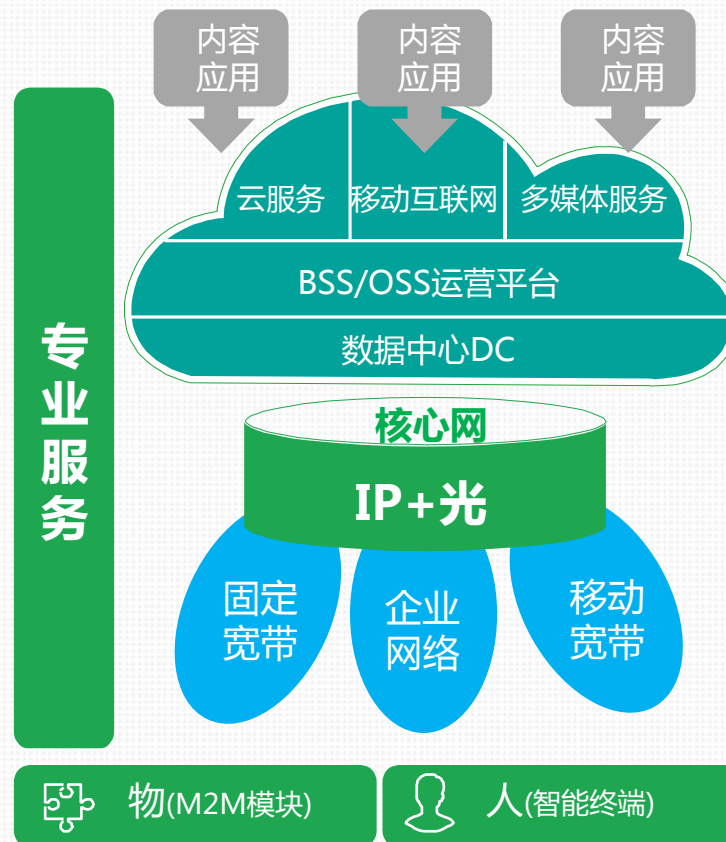 内容
应用
内容
应用
内容
应用
云服务
移动互联网
多媒体服务
BSS/OSS运营平台
数据中心DC
专业服务
核心网
IP+光
固定
宽带
企业
网络
移动
宽带
物(M2M模块)
人(智能终端)